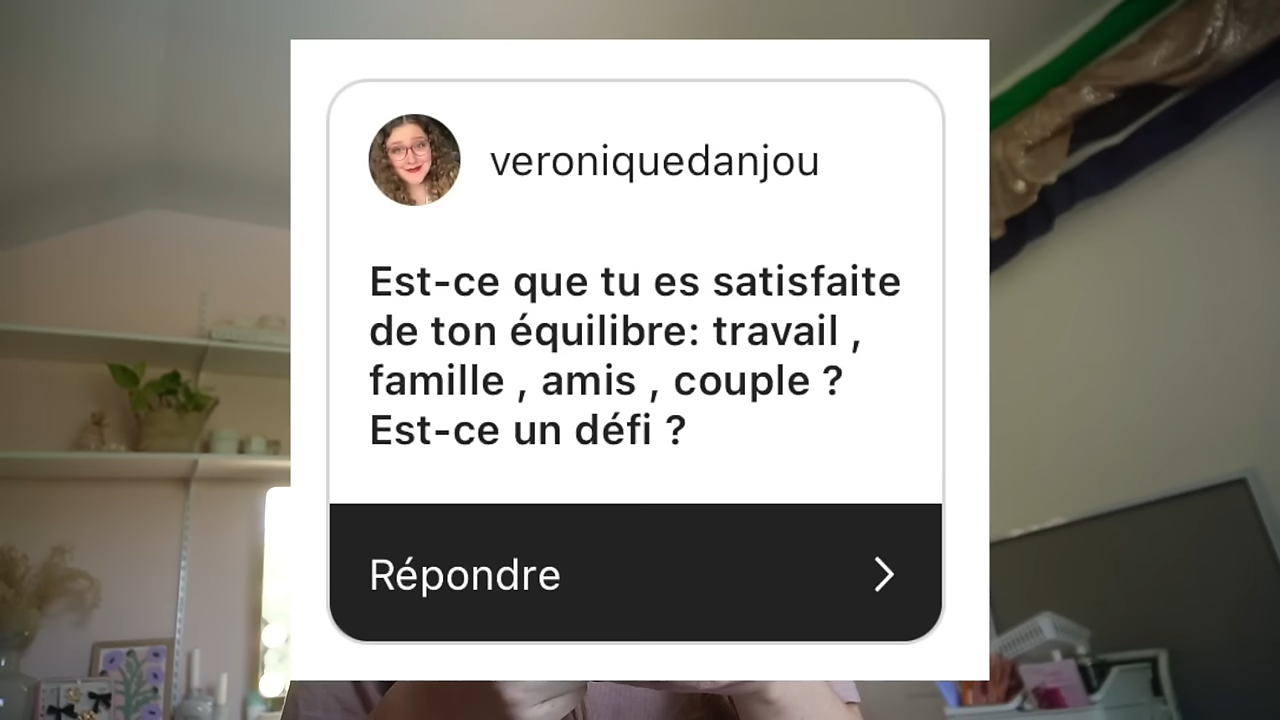 veroniquedanjou
Est-ce que tu es satisfaite
de ton équilibre: travail ,
famille , amis , couple ?
Est-ce un défi ?
Répondre